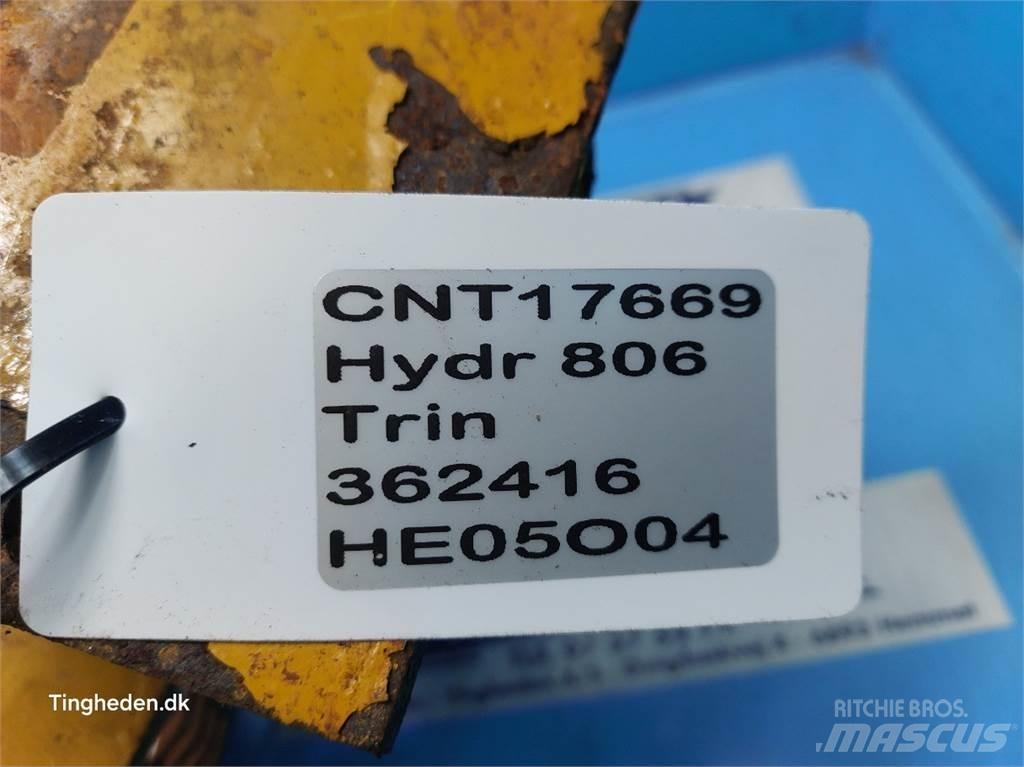 CNT17669
Hydr 806
Trin
362416
HE05O04
Tingheden.dk
RITCHIE BROS.
MASCUS